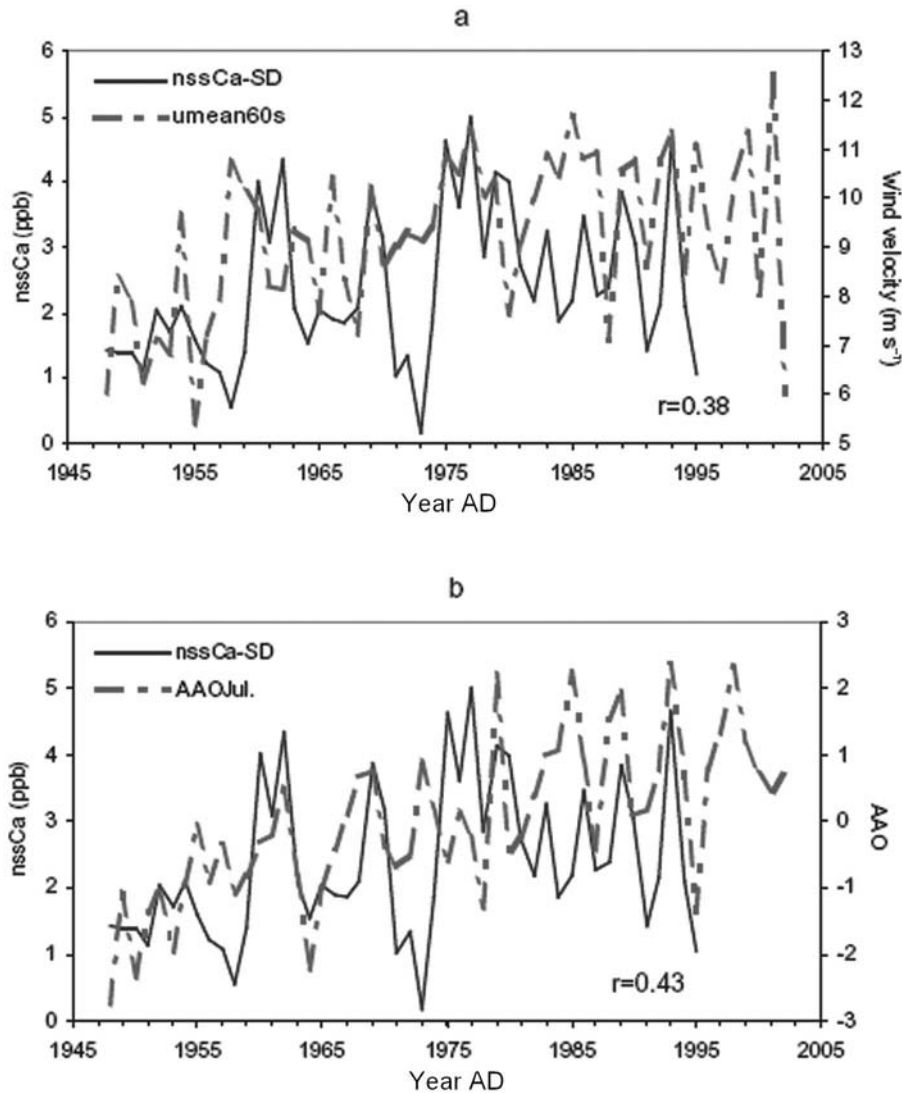 a
nssCa-SD
umean60s
nssCa (ppb)
6
5
4
3
2
1
0
13
12
11
10
9
8
7
6
5
Wind velocity (m s⁻¹)
r=0.38
1945 1955 1965 1975 1985 1995 2005
Year AD
b
nssCa-SD
AAOJul.
nssCa (ppb)
6
5
4
3
2
1
0
3
2
1
0
-1
-2
-3
AAO
r=0.43
1945 1955 1965 1975 1985 1995 2005
Year AD